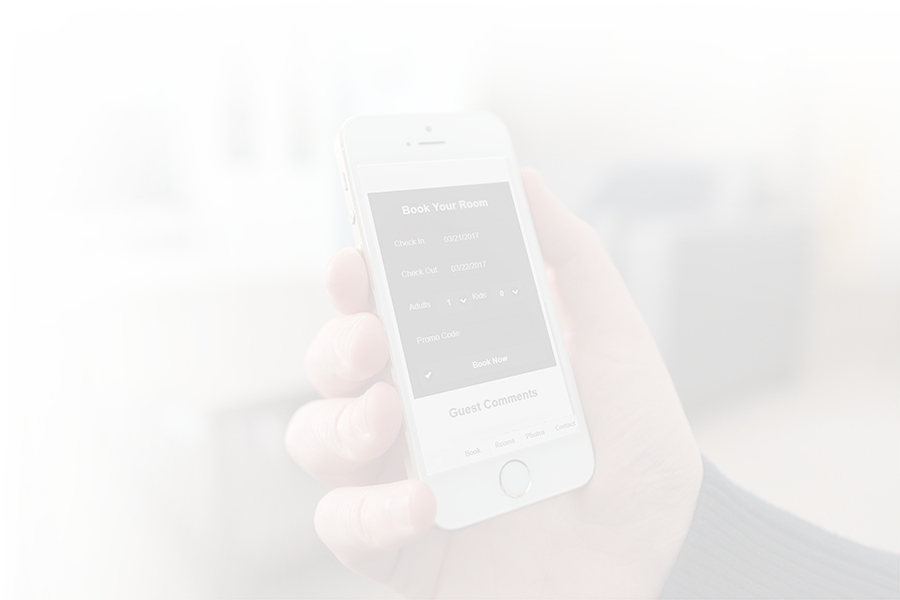 Book Your Room
Check In 03/21/2017
Check Out 03/22/2017
Adults 1 Kids 0
Promo Code
Book Now
Guest Comments
Book Rooms Photos Contact